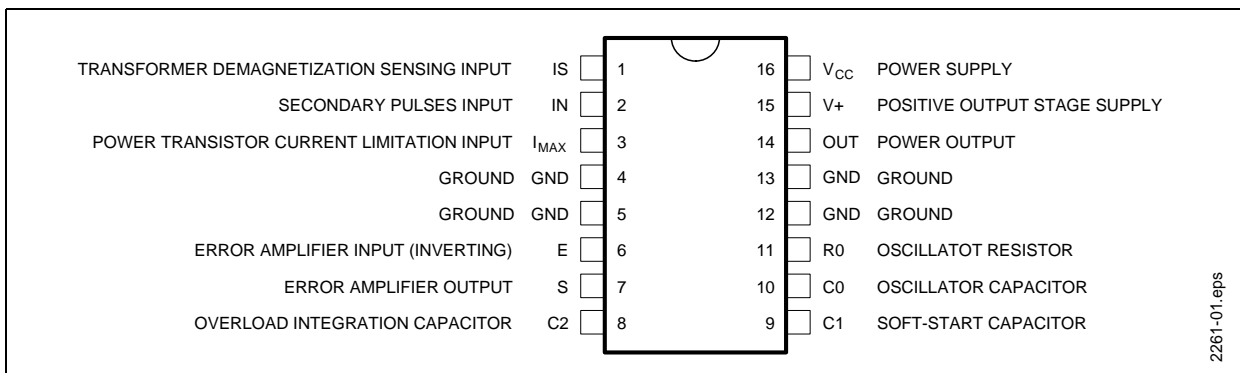 TRANSFORMER DEMAGNETIZATION SENSING INPUT IS 1 16 VCC POWER SUPPLY
SECONDARY PULSES INPUT IN 2 15 V+ POSITIVE OUTPUT STAGE SUPPLY
POWER TRANSISTOR CURRENT LIMITATION INPUT IMAX 3 14 OUT POWER OUTPUT
GROUND GND 4 13 GND GROUND
GROUND GND 5 12 GND GROUND
ERROR AMPLIFIER INPUT (INVERTING) E 6 11 R0 OSCILLATOT RESISTOR
ERROR AMPLIFIER OUTPUT S 7 10 C0 OSCILLATOR CAPACITOR
OVERLOAD INTEGRATION CAPACITOR C2 8 9 C1 SOFT-START CAPACITOR
2261-01.eps